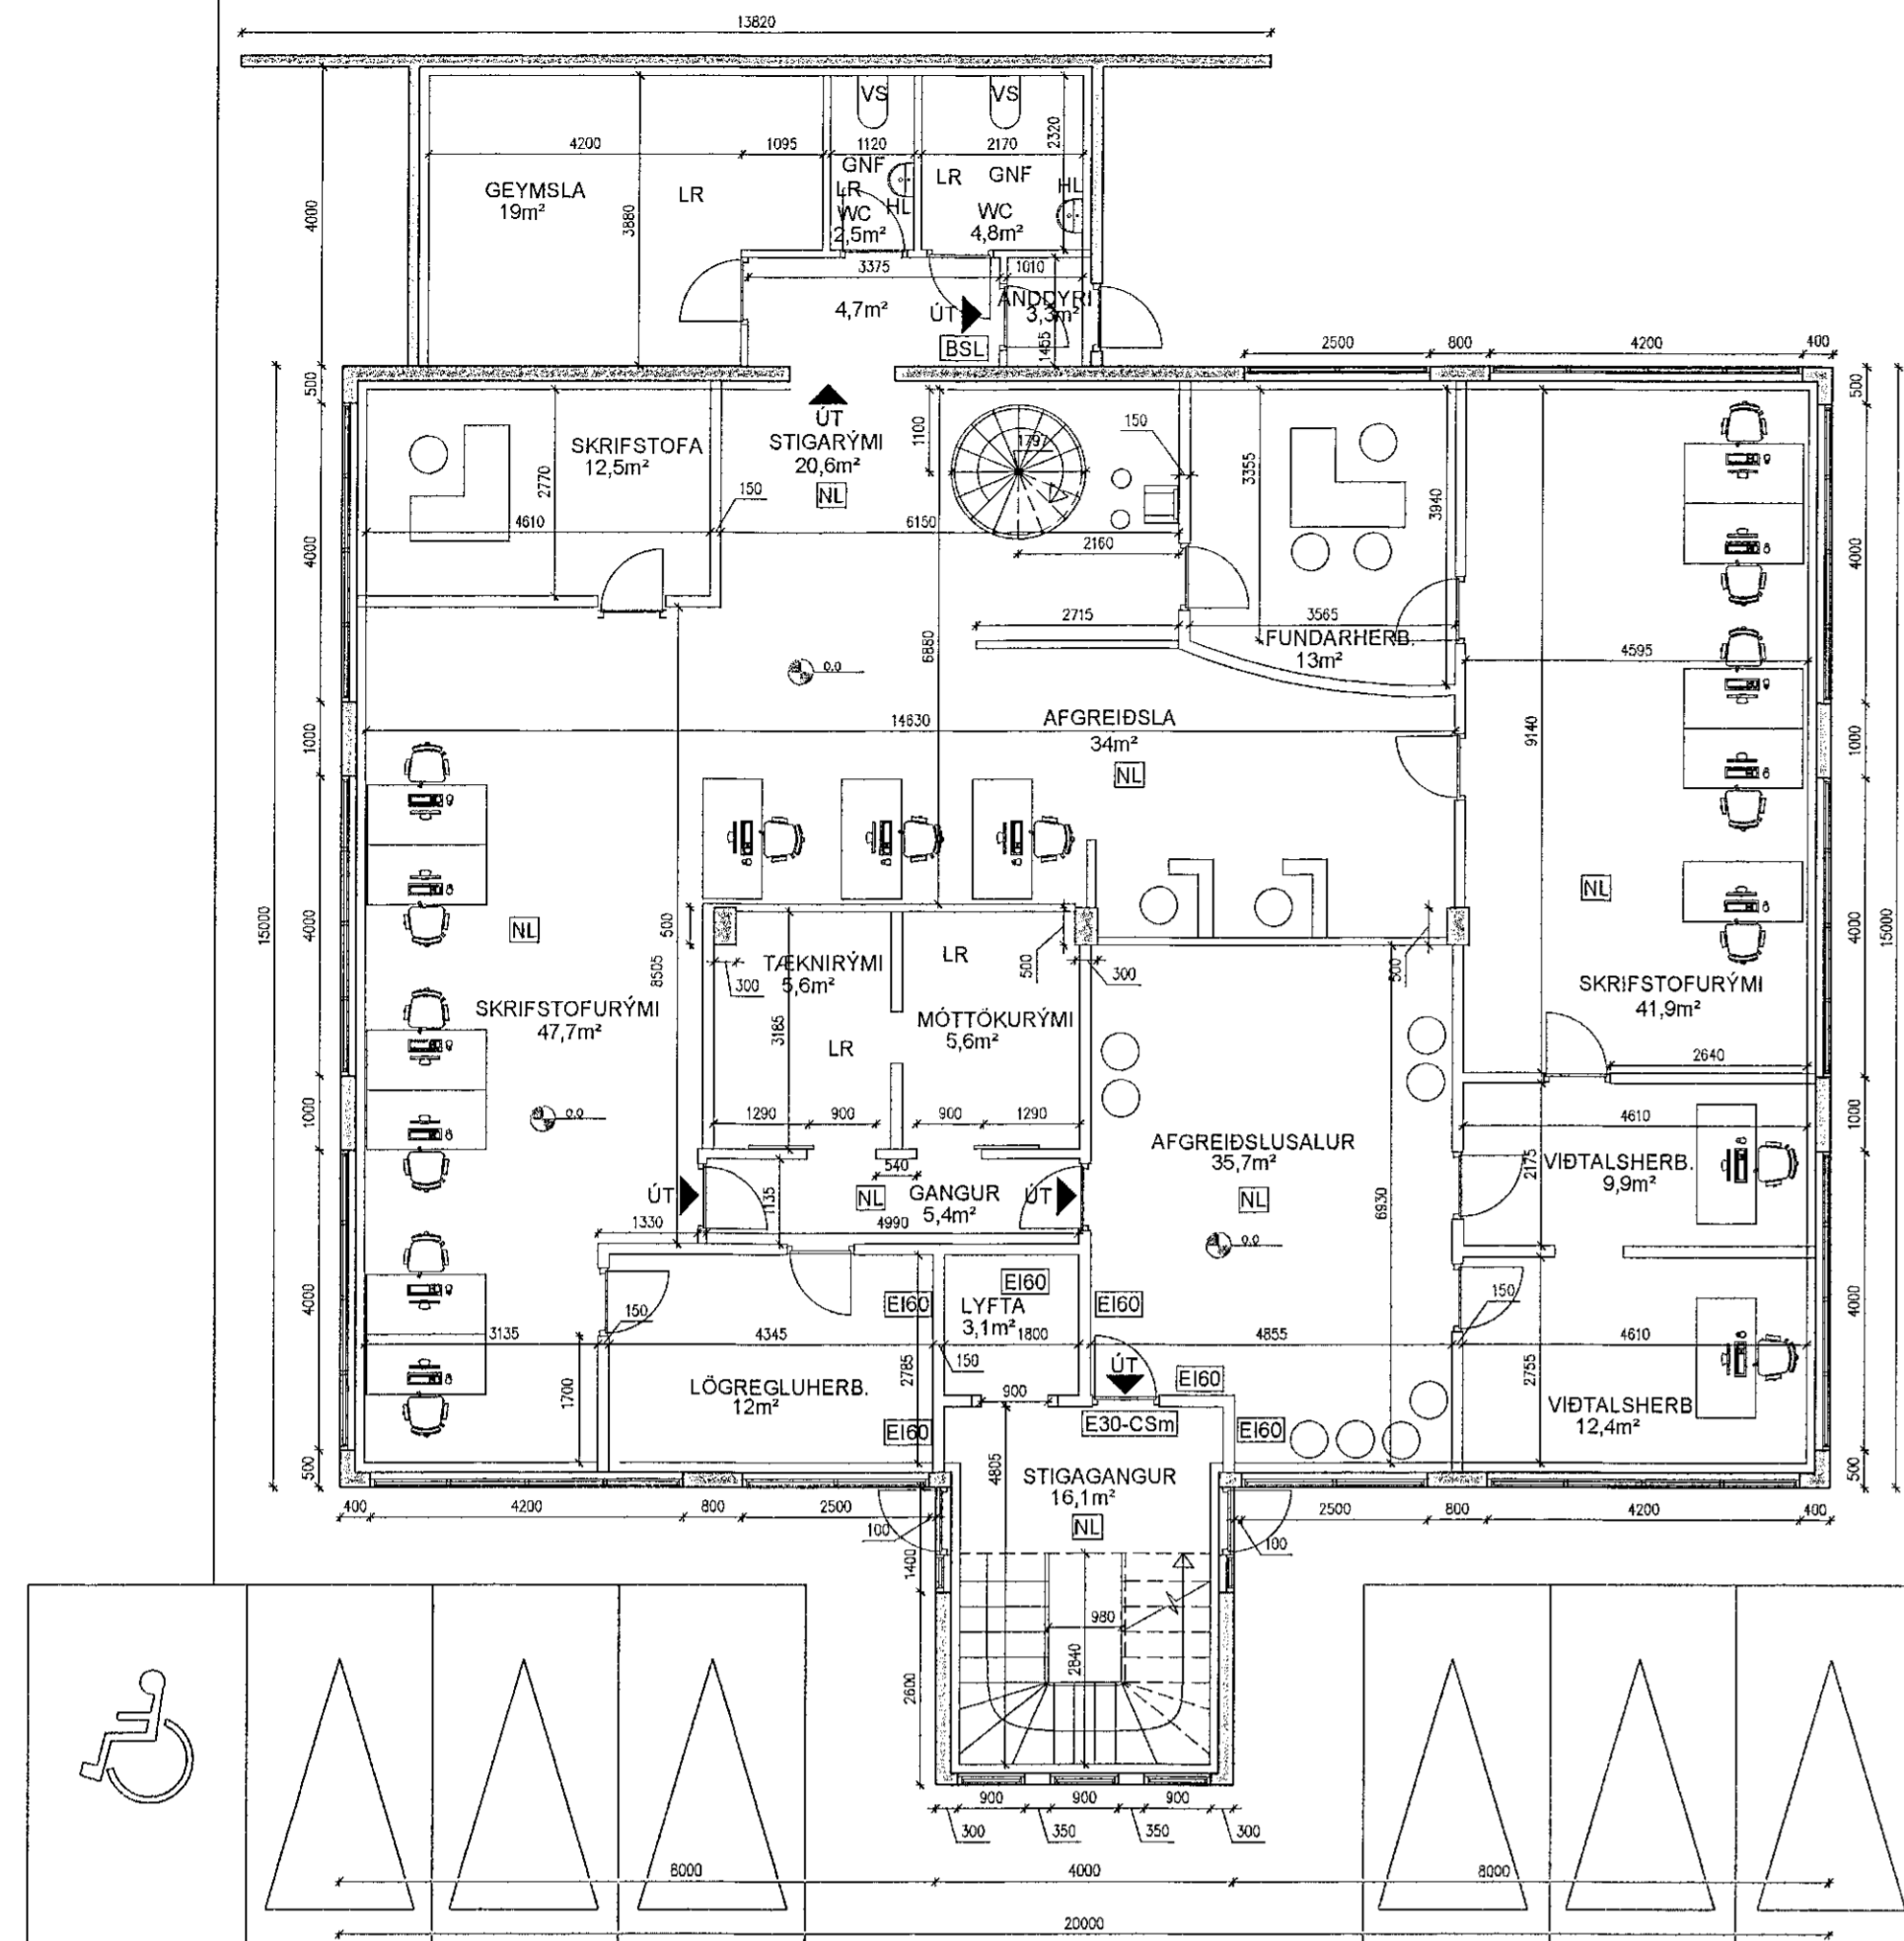 13820
VS
VS
4200
1095
1120
2170
2320
GEYMSLA
19m²
LR
3880
4000
GNF
LR
WC
2,5m²
HL
LR
GNF
WC
4,8m²
HL
3375
1010
4,7m²
ÚT
ANDDYRI
3,3m²
BSL
1455
2500
800
4200
400
500
500
ÚT
STIGARÝMI
20,6m²
NL
SKRIFSTOFA
12,5m²
2770
4610
150
6150
1100
1797
2160
150
3355
3940
4000
4000
2715
3565
FUNDARHERB.
13m²
6880
0.0
4595
14630
AFGREIÐSLA
34m²
NL
9140
1000
1000
15000
15000
4000
4000
NL
500
8505
TÆKNIRÝMI
5,6m²
300
LR
500
300
500
NL
SKRIFSTOFURÝMI
47,7m²
3185
LR
MÓTTÖKURÝMI
5,6m²
SKRIFSTOFURÝMI
41,9m²
2640
1000
1000
0.0
1290
900
900
1290
4610
AFGREIÐSLUSALUR
35,7m²
NL
VIÐTALSHERB.
9,9m²
2175
540
ÚT
1135
NL
GANGUR
5,4m²
ÚT
6930
1330
4990
0.0
4000
4000
EI60
EI60
EI60
LYFTA
3,1m²
150
150
3135
4345
1800
4855
4610
150
2785
ÚT
2755
1700
LÖGREGLUHERB.
12m²
900
EI60
E30-CSm
EI60
EI60
VIÐTALSHERB
12,4m²
4805
STIGAGANGUR
16,1m²
NL
500
500
400
4200
800
2500
100
2500
800
4200
400
100
1400
980
2840
2600
900
900
900
300
350
350
300
8000
4000
8000
20000